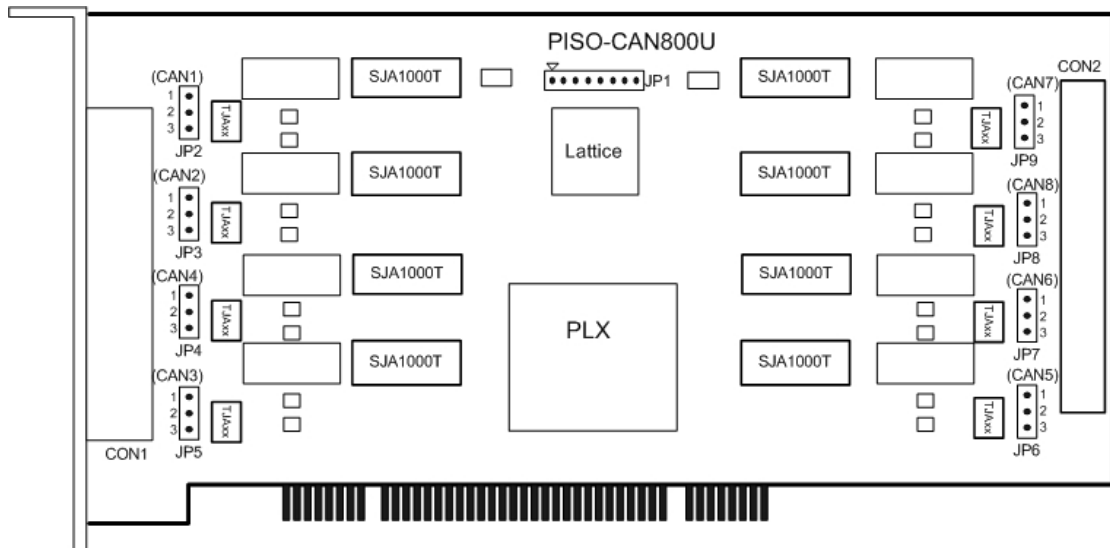 PISO-CAN800U
JP1
Lattice
PLX
CON1
CON2
(CAN1)
1
2
3
JP2
TJAxx
SJA1000T
(CAN2)
1
2
3
JP3
TJAxx
SJA1000T
(CAN4)
1
2
3
JP4
TJAxx
SJA1000T
(CAN3)
1
2
3
JP5
TJAxx
SJA1000T
SJA1000T
TJAxx
(CAN7)
1
2
3
JP9
SJA1000T
TJAxx
(CAN8)
1
2
3
JP8
SJA1000T
TJAxx
(CAN6)
1
2
3
JP7
SJA1000T
TJAxx
(CAN5)
1
2
3
JP6